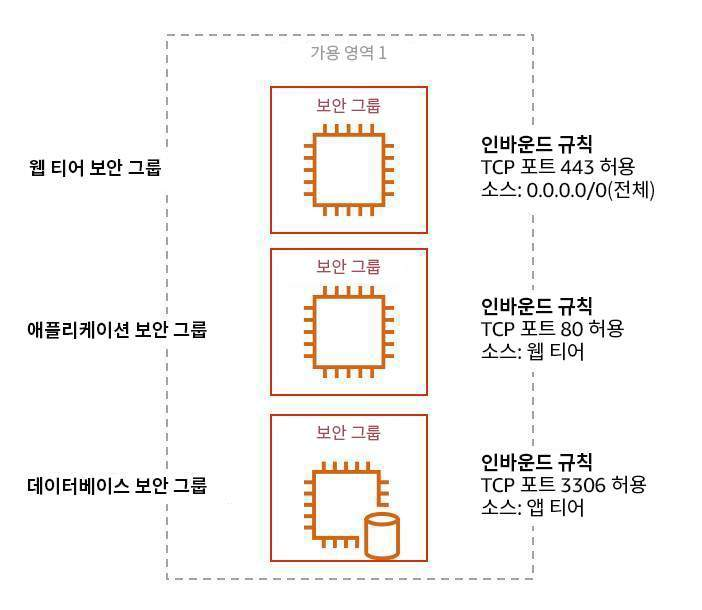 가용 영역 1
보안 그룹
웹 티어 보안 그룹
인바운드 규칙
TCP 포트 443 허용
소스: 0.0.0.0/0(전체)
보안 그룹
애플리케이션 보안 그룹
인바운드 규칙
TCP 포트 80 허용
소스: 웹 티어
보안 그룹
데이터베이스 보안 그룹
인바운드 규칙
TCP 포트 3306 허용
소스: 앱 티어